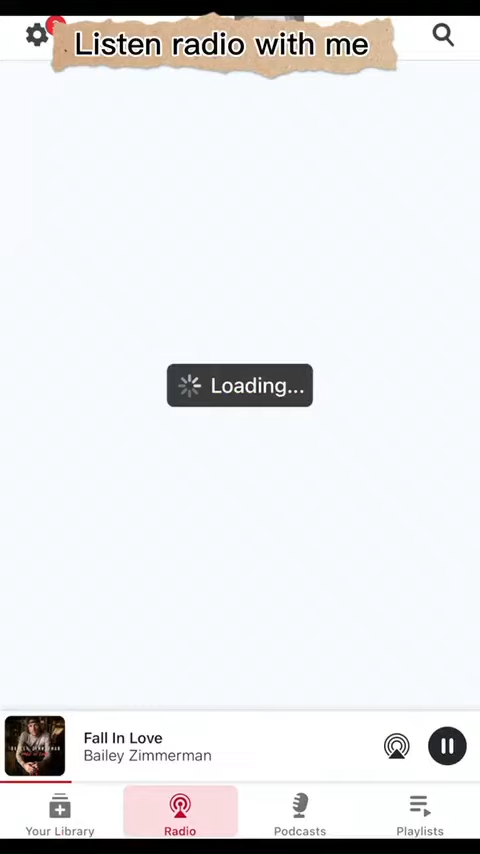 Listen radio with me
Loading...
Fall In Love
Bailey Zimmerman
Your Library
Radio
Podcasts
Playlists